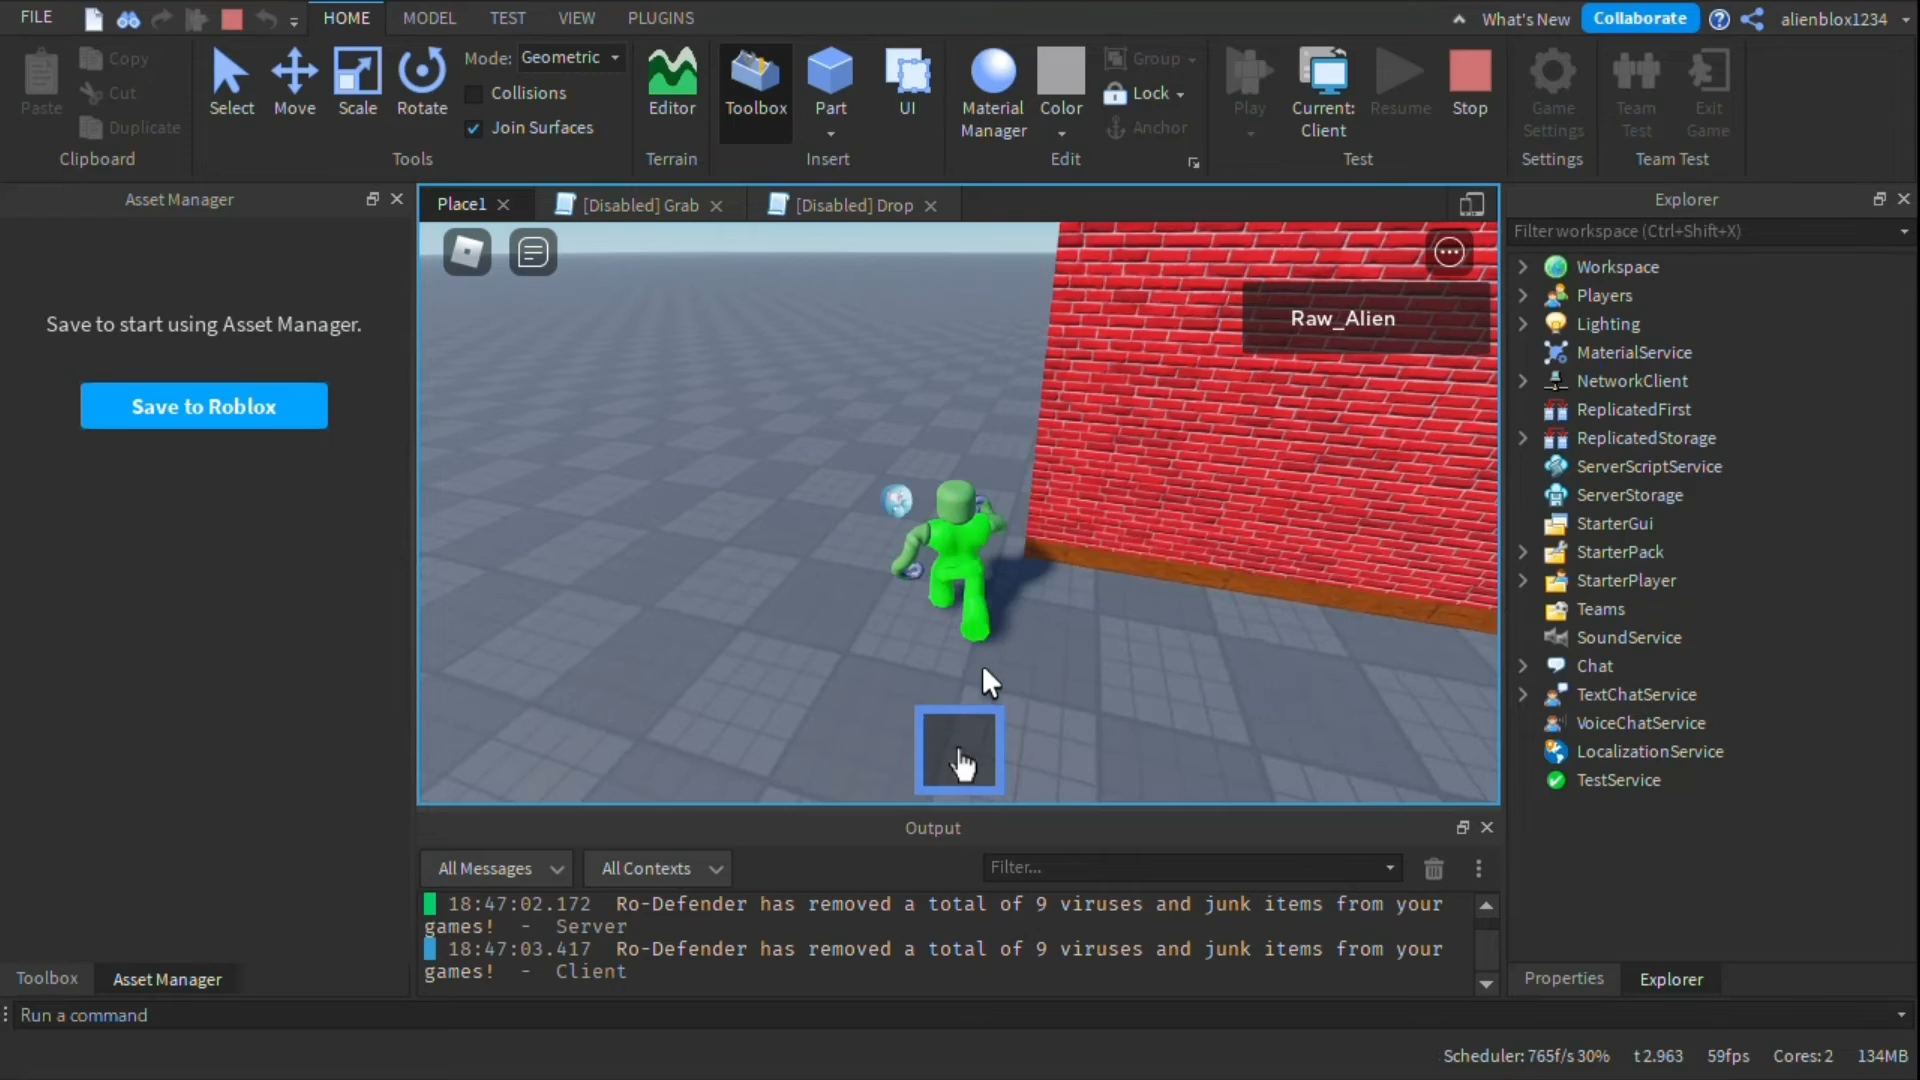 FILE
HOME
MODEL
TEST
VIEW
PLUGINS
What's New
Collaborate
alienblox1234
Paste
Copy
Cut
Duplicate
Clipboard
Select
Move
Scale
Rotate
Mode: Geometric
Collisions
Join Surfaces
Tools
Editor
Terrain
Toolbox
Part
UI
Insert
Material
Manager
Color
Group
Lock
Anchor
Edit
Play
Current:
Client
Resume
Stop
Test
Game
Settings
Settings
Team
Test
Exit
Game
Team Test
Asset Manager
Save to start using Asset Manager.
Save to Roblox
Toolbox
Asset Manager
Place1
[Disabled] Grab
[Disabled] Drop
Raw_Alien
Output
All Messages
All Contexts
Filter...
18:47:02.172 Ro-Defender has removed a total of 9 viruses and junk items from your
games! - Server
18:47:03.417 Ro-Defender has removed a total of 9 viruses and junk items from your
games! - Client
Explorer
Filter workspace (Ctrl+Shift+X)
Workspace
Players
Lighting
MaterialService
NetworkClient
ReplicatedFirst
ReplicatedStorage
ServerScriptService
ServerStorage
StarterGui
StarterPack
StarterPlayer
Teams
SoundService
Chat
TextChatService
VoiceChatService
LocalizationService
TestService
Properties
Explorer
Run a command
Scheduler: 765f/s 30% t 2.963 59fps Cores: 2 134MB